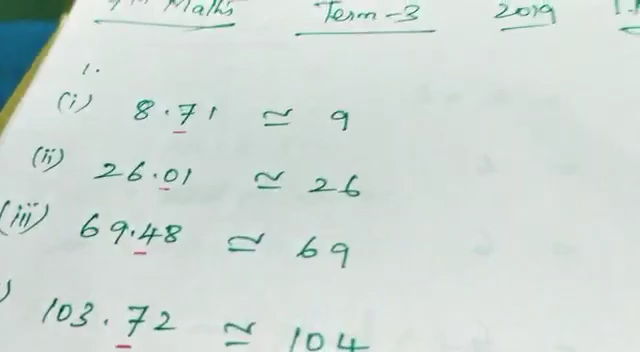 Maths Term-3 2019
1.
(i) 8.71 ≅ 9
(ii) 26.01 ≅ 26
(iii) 69.48 ≅ 69
) 103.72 ≅ 104